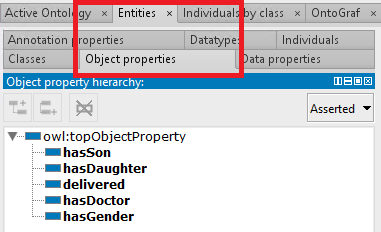 Active Ontology × Entities × Individuals by class × OntoGraf
Annotation properties Datatypes Individuals
Classes Object properties Data properties
Object property hierarchy:
Asserted
owl:topObjectProperty
hasSon
hasDaughter
delivered
hasDoctor
hasGender